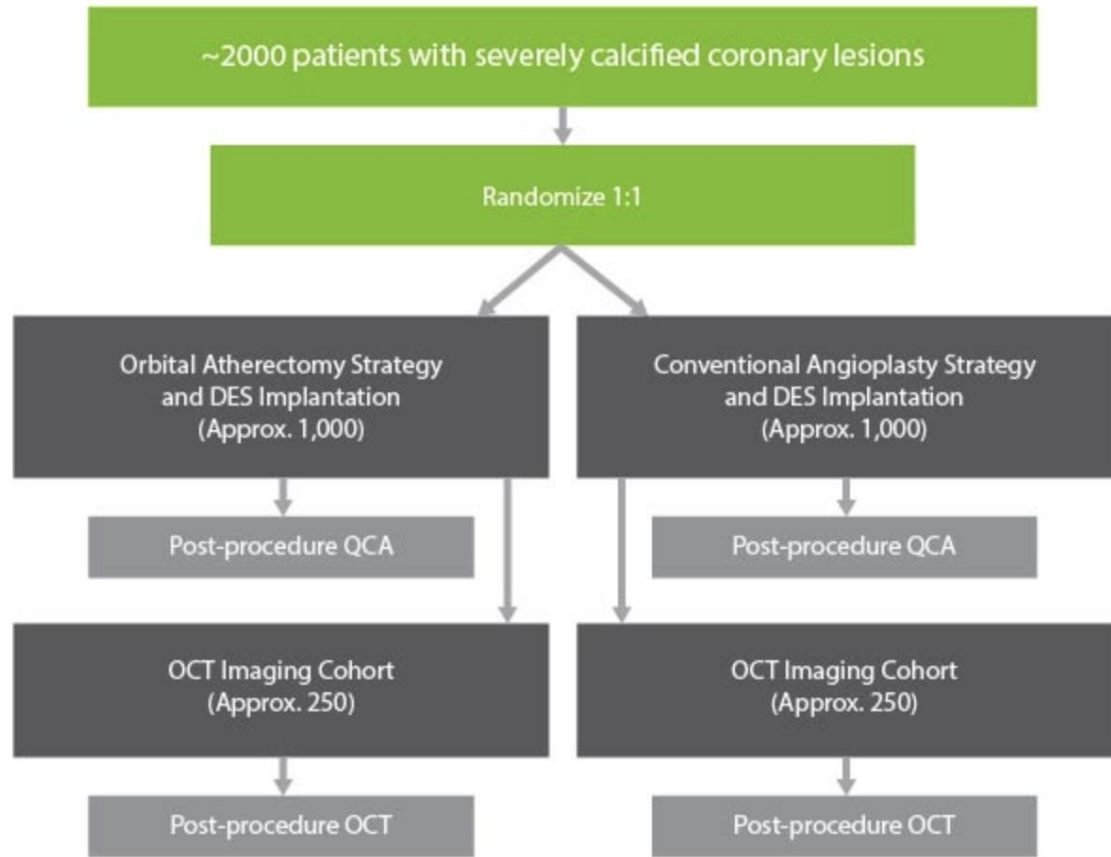 ~2000 patients with severely calcified coronary lesions
Randomize 1:1
Orbital Atherectomy Strategy
and DES Implantation
(Approx. 1,000)
Conventional Angioplasty Strategy
and DES Implantation
(Approx. 1,000)
Post-procedure QCA
Post-procedure QCA
OCT Imaging Cohort
(Approx. 250)
OCT Imaging Cohort
(Approx. 250)
Post-procedure OCT
Post-procedure OCT